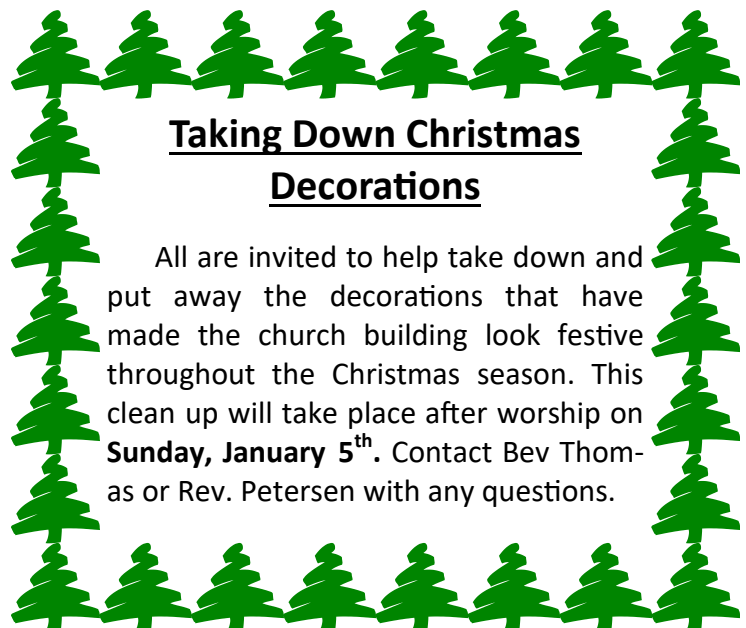 Taking Down Christmas
Decorations
All are invited to help take down and
put away the decorations that have
made the church building look festive
throughout the Christmas season. This
clean up will take place after worship on
Sunday, January 5th. Contact Bev Thom-
as or Rev. Petersen with any questions.